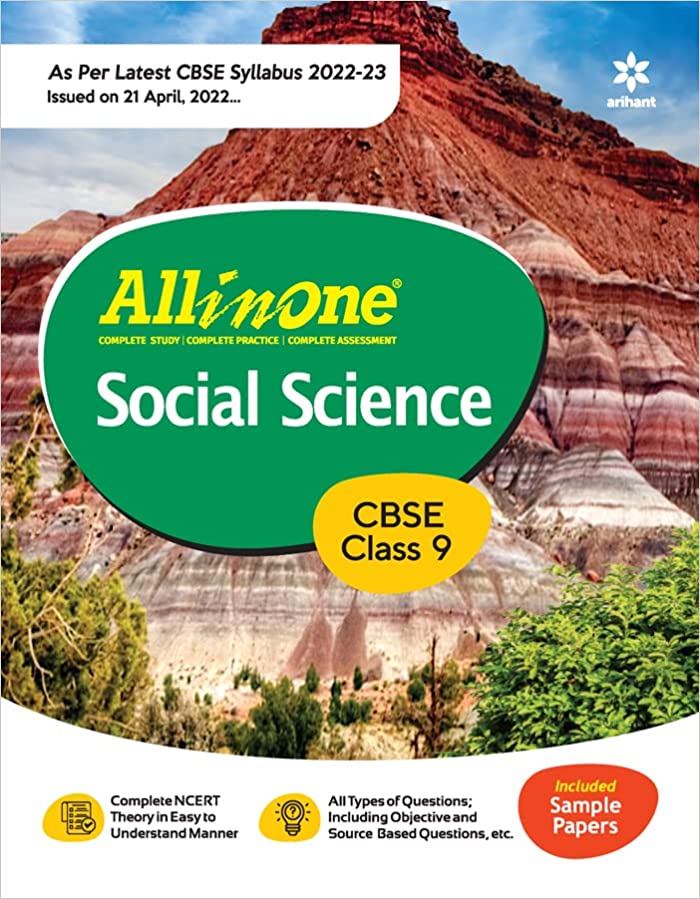 As Per Latest CBSE Syllabus 2022-23
Issued on 21 April, 2022...
arihant
All in One®
COMPLETE STUDY | COMPLETE PRACTICE | COMPLETE ASSESSMENT
Social Science
CBSE
Class 9
Complete NCERT
Theory in Easy to
Understand Manner
All Types of Questions;
Including Objective and
Source Based Questions, etc.
Included
Sample
Papers